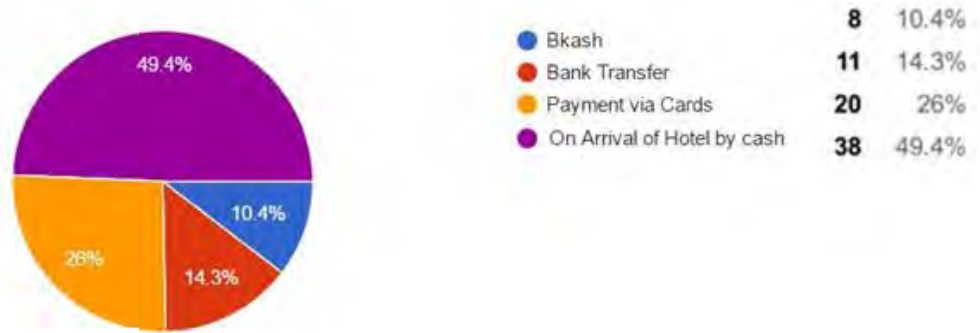 49.4%
10.4%
26%
14.3%
Bkash
Bank Transfer
Payment via Cards
On Arrival of Hotel by cash
8 10.4%
11 14.3%
20 26%
38 49.4%